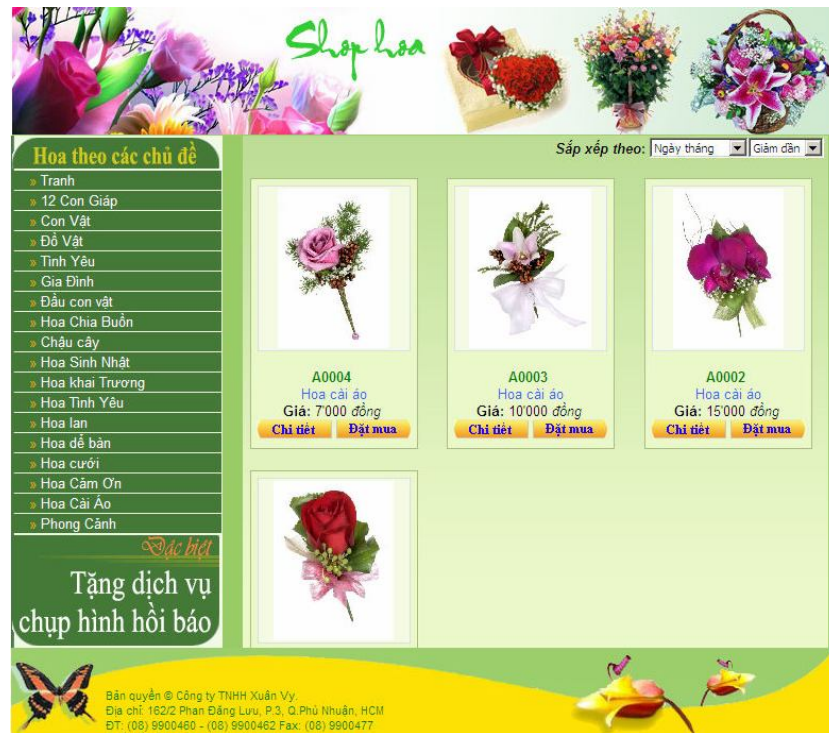 Shop hoa
Sắp xếp theo: Ngày tháng Giảm dần
Hoa theo các chủ đề
» Tranh
» 12 Con Giáp
» Con Vật
» Đồ Vật
» Tình Yêu
» Gia Đình
» Đầu con vật
» Hoa Chia Buồn
» Chậu cây
» Hoa Sinh Nhật
» Hoa khai Trương
» Hoa Tình Yêu
» Hoa lan
» Hoa dể bàn
» Hoa cưới
» Hoa Cảm Ơn
» Hoa Cài Áo
» Phong Cảnh
Đặc biệt
Tặng dịch vụ
chụp hình hồi báo
A0004
Hoa cài áo
Giá: 7'000 đồng
Chi tiết Đặt mua
A0003
Hoa cài áo
Giá: 10'000 đồng
Chi tiết Đặt mua
A0002
Hoa cài áo
Giá: 15'000 đồng
Chi tiết Đặt mua
Bản quyền © Công ty TNHH Xuân Vy.
Địa chỉ: 162/2 Phan Đăng Lưu, P.3, Q.Phú Nhuận, HCM
ĐT: (08) 9900460 - (08) 9900462 Fax: (08) 9900477